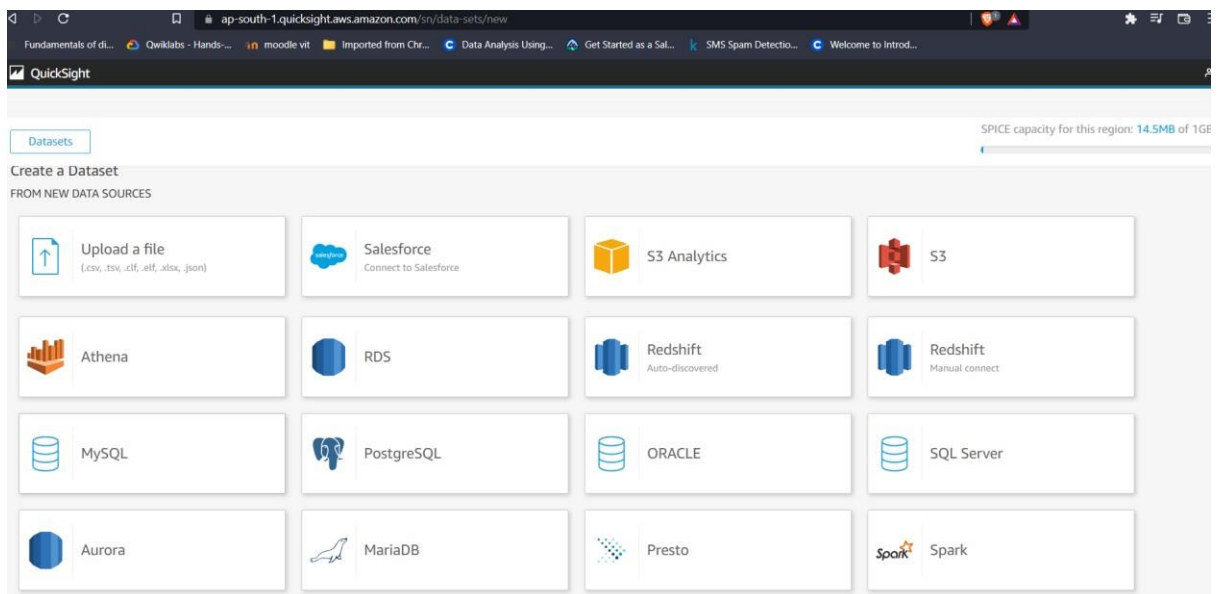 ap-south-1.quicksight.aws.amazon.com/sn/data-sets/new
Fundamentals of di... Qwiklabs - Hands-... moodle vit Imported from Chr... Data Analysis Using... Get Started as a Sal... SMS Spam Detectio... Welcome to Introd...
QuickSight
Datasets
SPICE capacity for this region: 14.5MB of 1GB
Create a Dataset
FROM NEW DATA SOURCES
Upload a file
(.csv, .tsv, .clf, .elf, .xlsx, .json)
Salesforce
Connect to Salesforce
S3 Analytics
S3
Athena
RDS
Redshift
Auto-discovered
Redshift
Manual connect
MySQL
PostgreSQL
ORACLE
SQL Server
Aurora
MariaDB
Presto
Spark
Spark